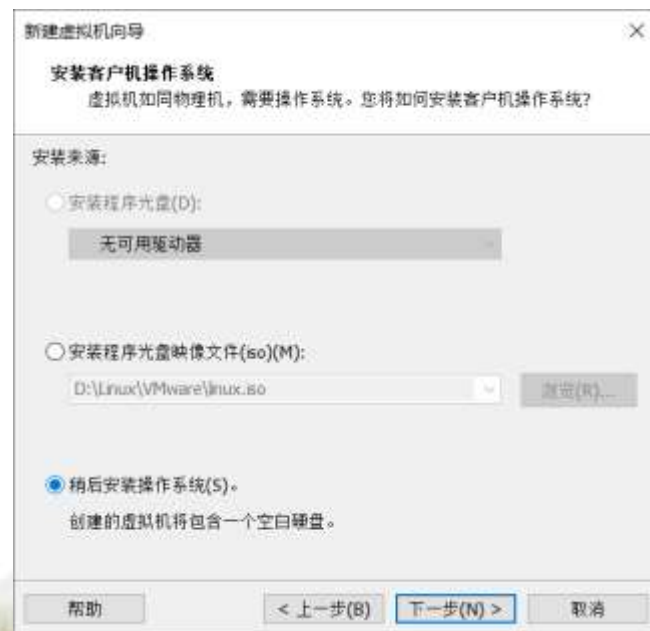 新建虚拟机向导
安装客户机操作系统
虚拟机如同物理机，需要操作系统。您将如何安装客户机操作系统?
安装来源:
安装程序光盘(D):
无可用驱动器
安装程序光盘映像文件(iso)(M):
D:\Linux\VMware\linux.iso
浏览(R)...
稍后安装操作系统(S)。
创建的虚拟机将包含一个空白硬盘。
帮助
< 上一步(B)
下一步(N) >
取消